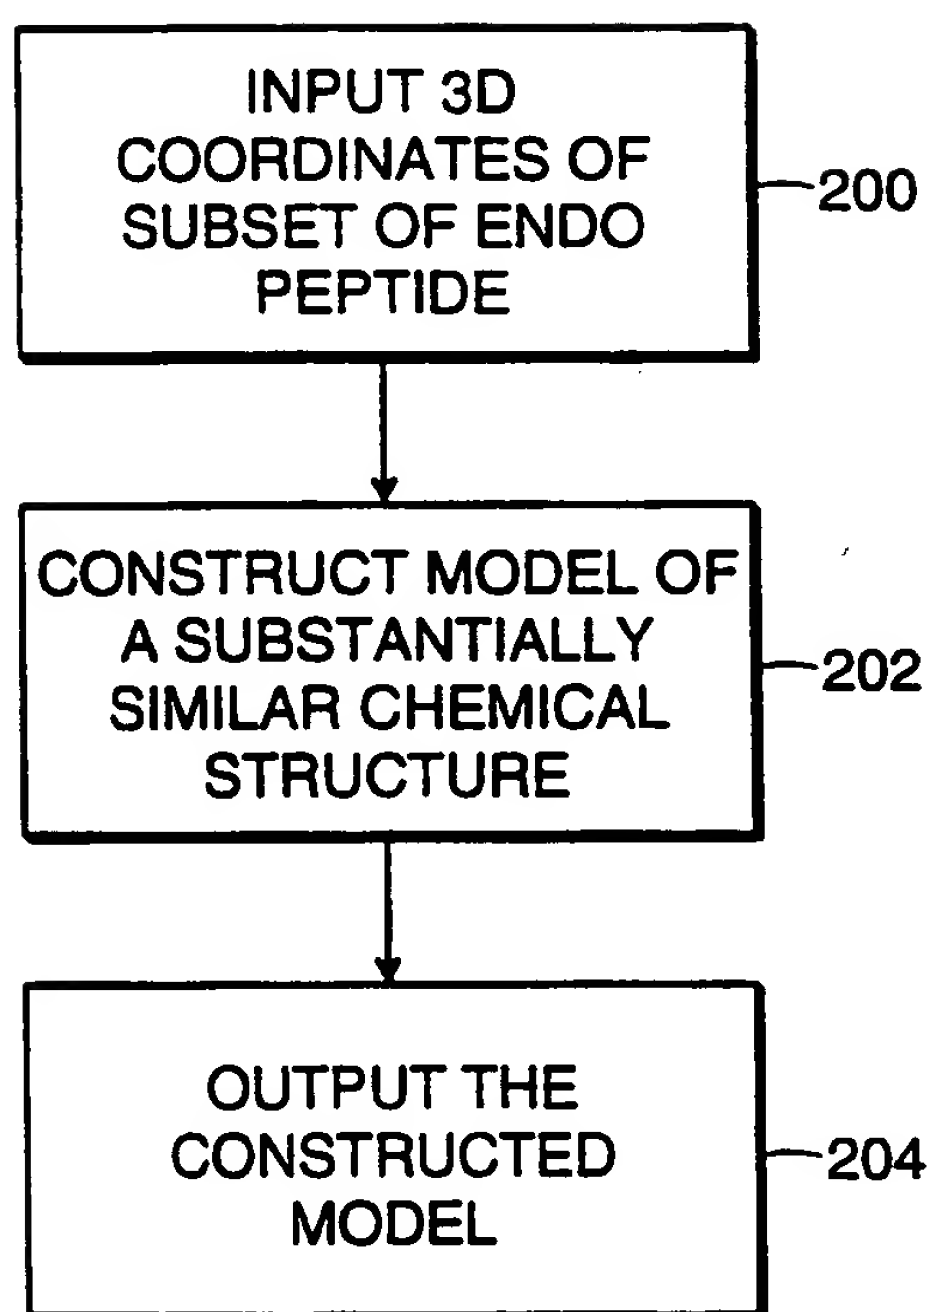 INPUT 3D
COORDINATES OF
SUBSET OF ENDO
PEPTIDE
200
CONSTRUCT MODEL OF
A SUBSTANTIALLY
SIMILAR CHEMICAL
STRUCTURE
202
OUTPUT THE
CONSTRUCTED
MODEL
204